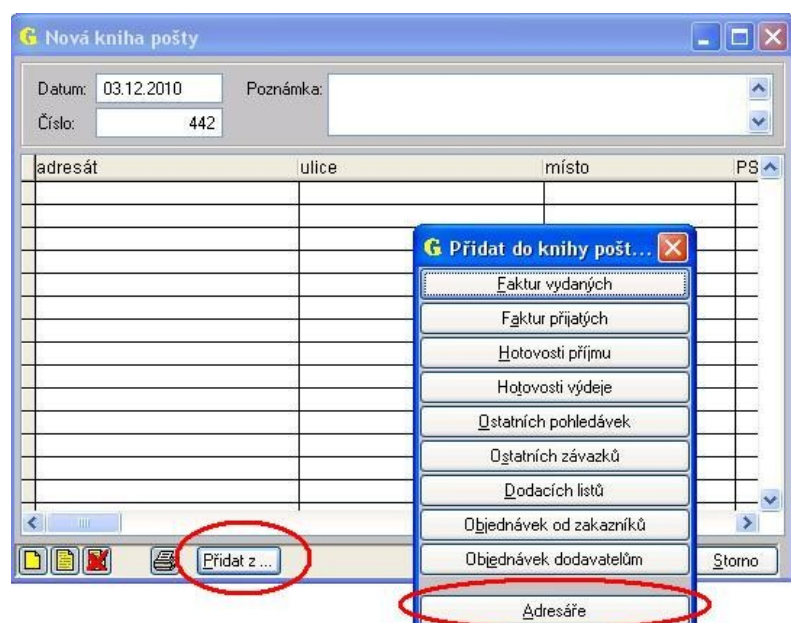 G Nová kniha pošty
Datum: 03.12.2010 Poznámka:
Číslo: 442
adresát ulice místo PS
G Přidat do knihy pošt...
Faktur vydaných
Faktur přijatých
Hotovosti příjmu
Hotovosti výdeje
Ostatních pohledávek
Ostatních závazků
Dodacích listů
Objednávek od zakazníků
Objednávek dodavatelům
Adresáře
Přidat z ...
Storno